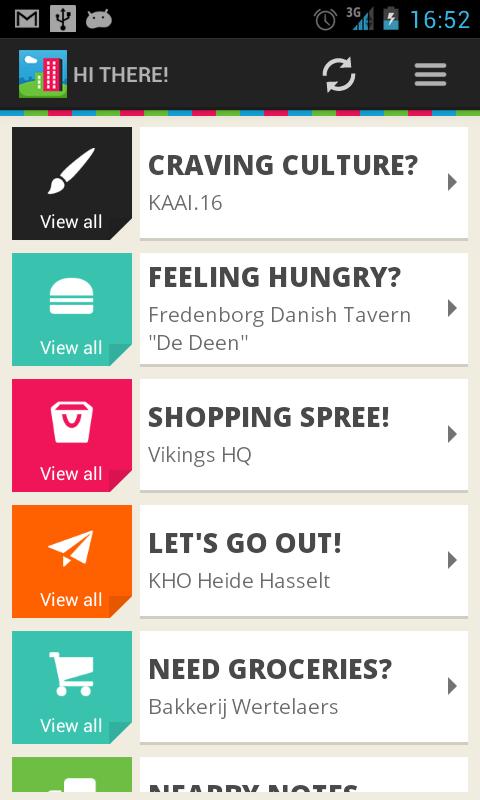 3G
16:52
HI THERE!
CRAVING CULTURE?
KAAI.16
View all
FEELING HUNGRY?
Fredenborg Danish Tavern
"De Deen"
View all
SHOPPING SPREE!
Vikings HQ
View all
LET'S GO OUT!
KHO Heide Hasselt
View all
NEED GROCERIES?
Bakkerij Wertelaers
View all
NEARBY NOTES